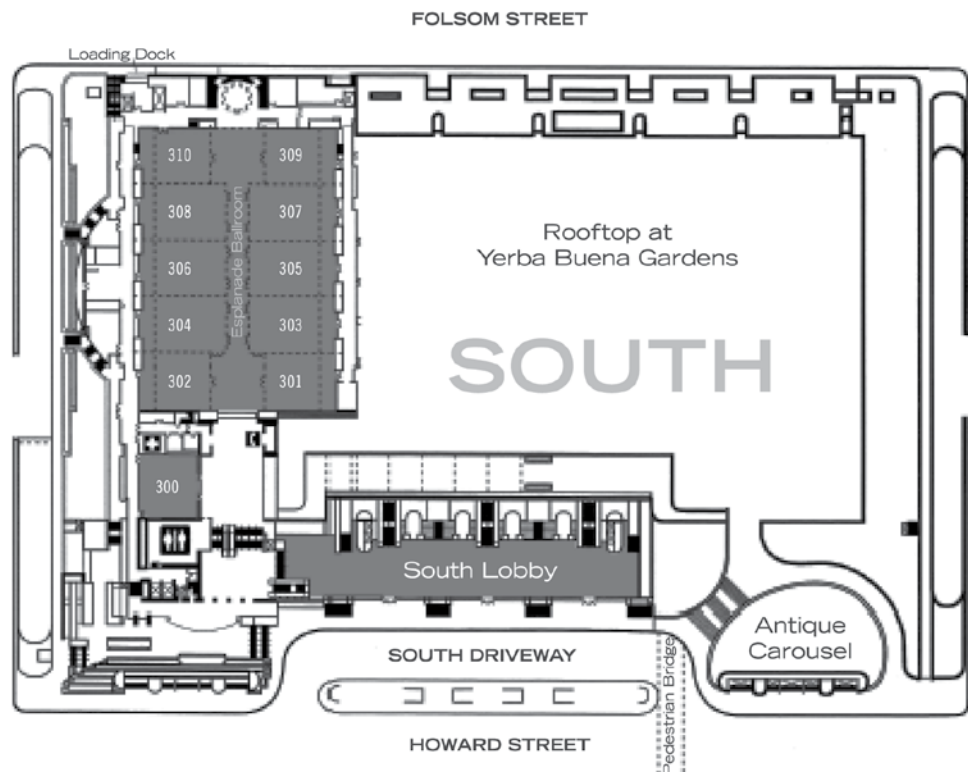 FOLSOM STREET
Loading Dock
310
309
308
307
306
305
304
303
302
301
Esplanade Ballroom
300
Rooftop at
Yerba Buena Gardens
SOUTH
South Lobby
Antique
Carousel
SOUTH DRIVEWAY
Pedestrian Bridge
HOWARD STREET